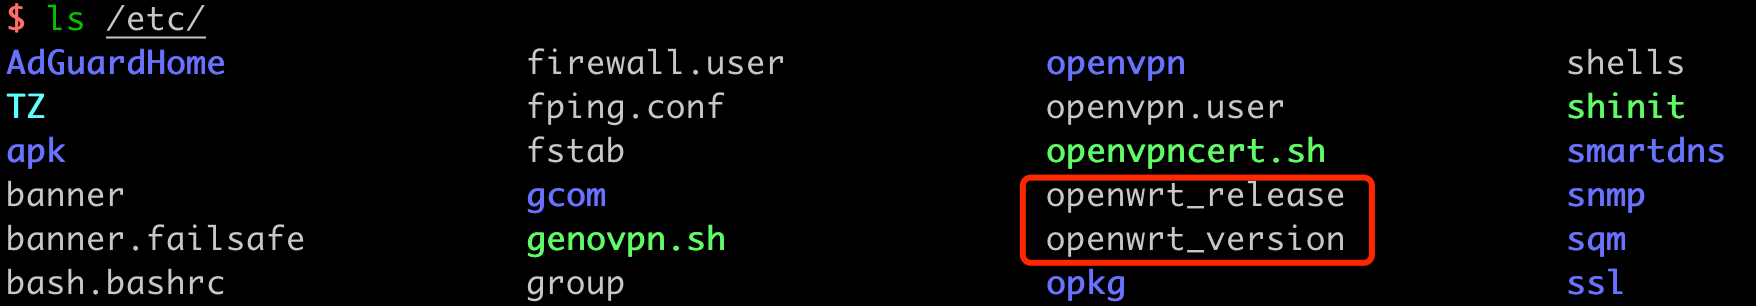 $ ls /etc/
AdGuardHome firewall.user openvpn shells
TZ fping.conf openvpn.user shinit
apk fstab openvpncert.sh smartdns
banner gcom openwrt_release snmp
banner.failsafe genovpn.sh openwrt_version sqm
bash.bashrc group opkg ssl